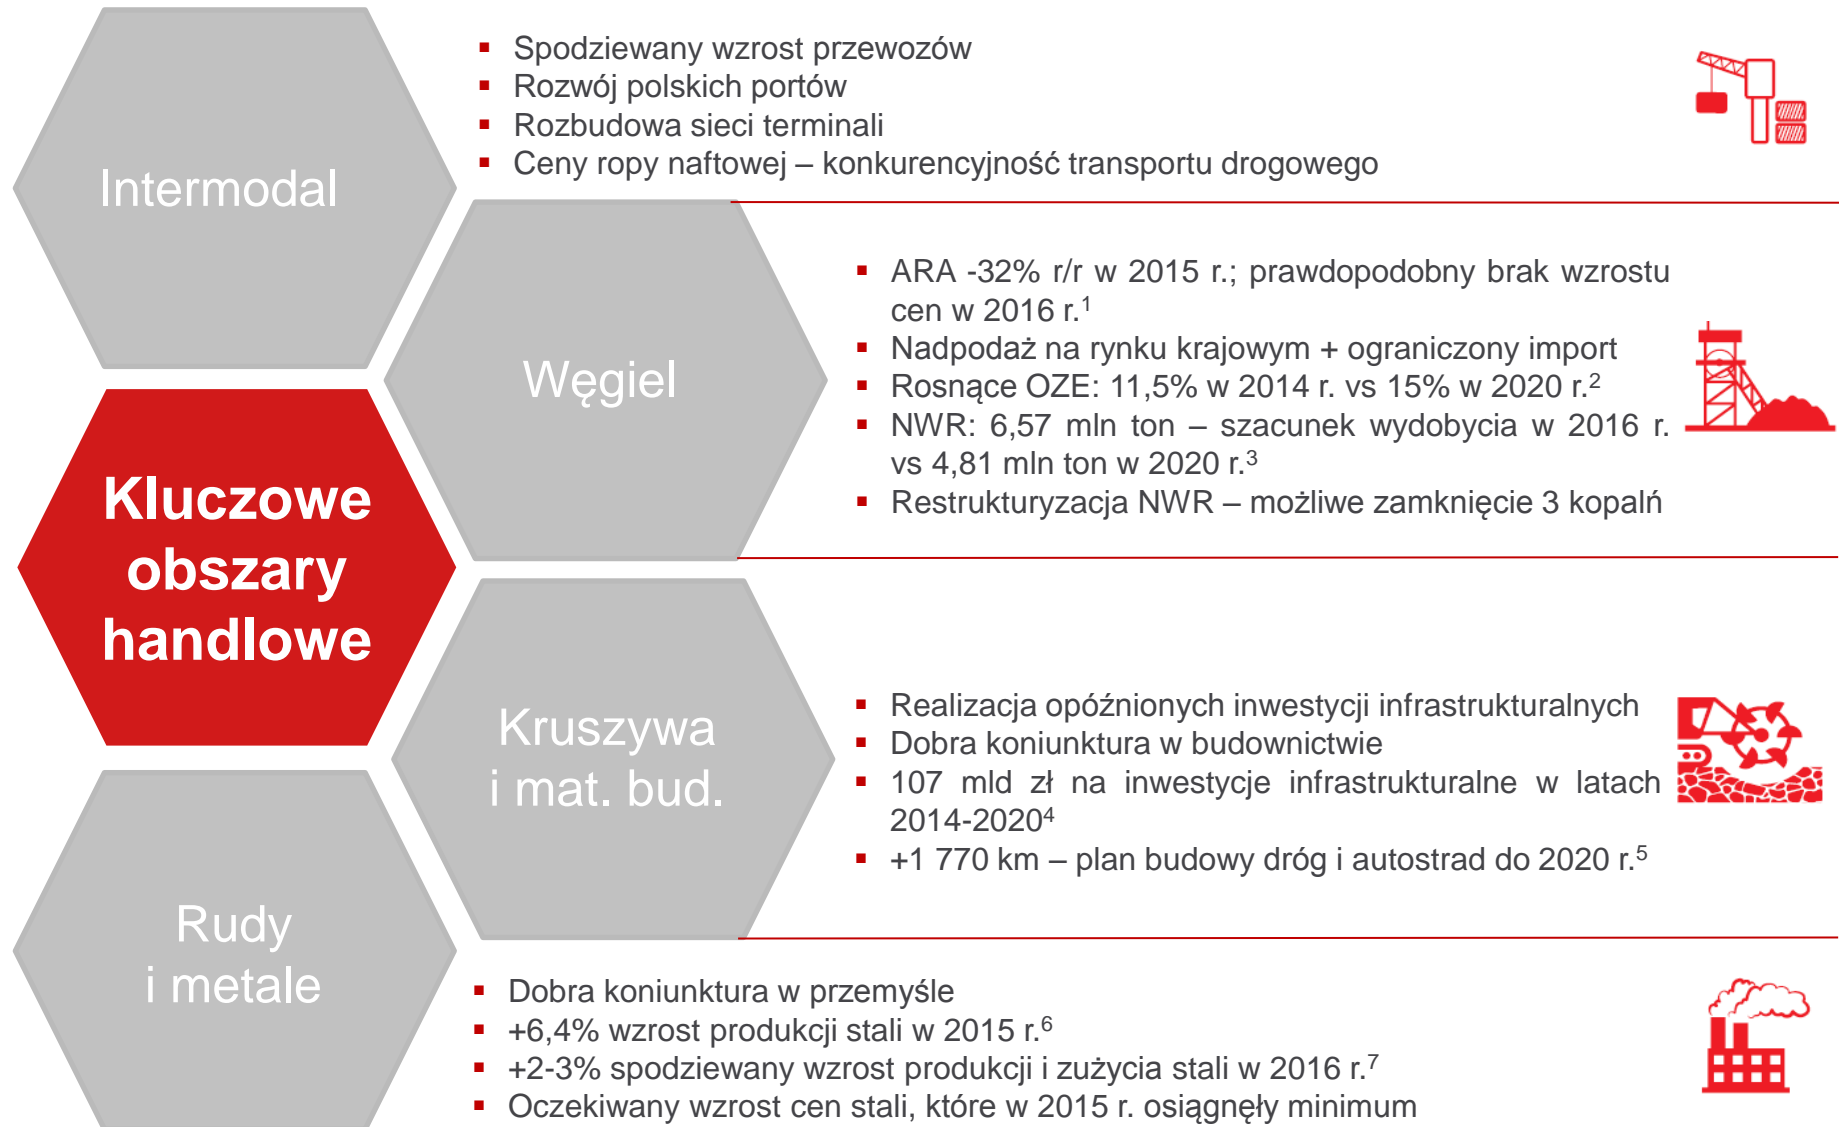 Intermodal
Spodziewany wzrost przewozów
Rozwój polskich portów
Rozbudowa sieci terminali
Ceny ropy naftowej – konkurencyjność transportu drogowego
Węgiel
ARA -32% r/r w 2015 r.; prawdopodobny brak wzrostu
cen w 2016 r.¹
Nadpodaż na rynku krajowym + ograniczony import
Rosnące OZE: 11,5% w 2014 r. vs 15% w 2020 r.²
NWR: 6,57 mln ton – szacunek wydobycia w 2016 r.
vs 4,81 mln ton w 2020 r.³
Restrukturyzacja NWR – możliwe zamknięcie 3 kopalń
Kluczowe
obszary
handlowe
Kruszywa
i mat. bud.
Realizacja opóźnionych inwestycji infrastrukturalnych
Dobra koniunktura w budownictwie
107 mld zł na inwestycje infrastrukturalne w latach
2014-2020⁴
+1 770 km – plan budowy dróg i autostrad do 2020 r.⁵
Rudy
i metale
Dobra koniunktura w przemyśle
+6,4% wzrost produkcji stali w 2015 r.⁶
+2-3% spodziewany wzrost produkcji i zużycia stali w 2016 r.⁷
Oczekiwany wzrost cen stali, które w 2015 r. osiągnęły minimum